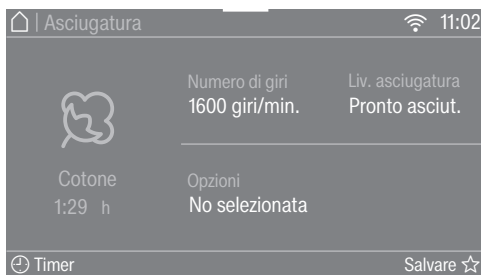 | Asciugatura 11:02
Numero di giri Liv. asciugatura
1600 giri/min. Pronto asciut.
Cotone
1:29 h
Opzioni
No selezionata
Timer Salvare